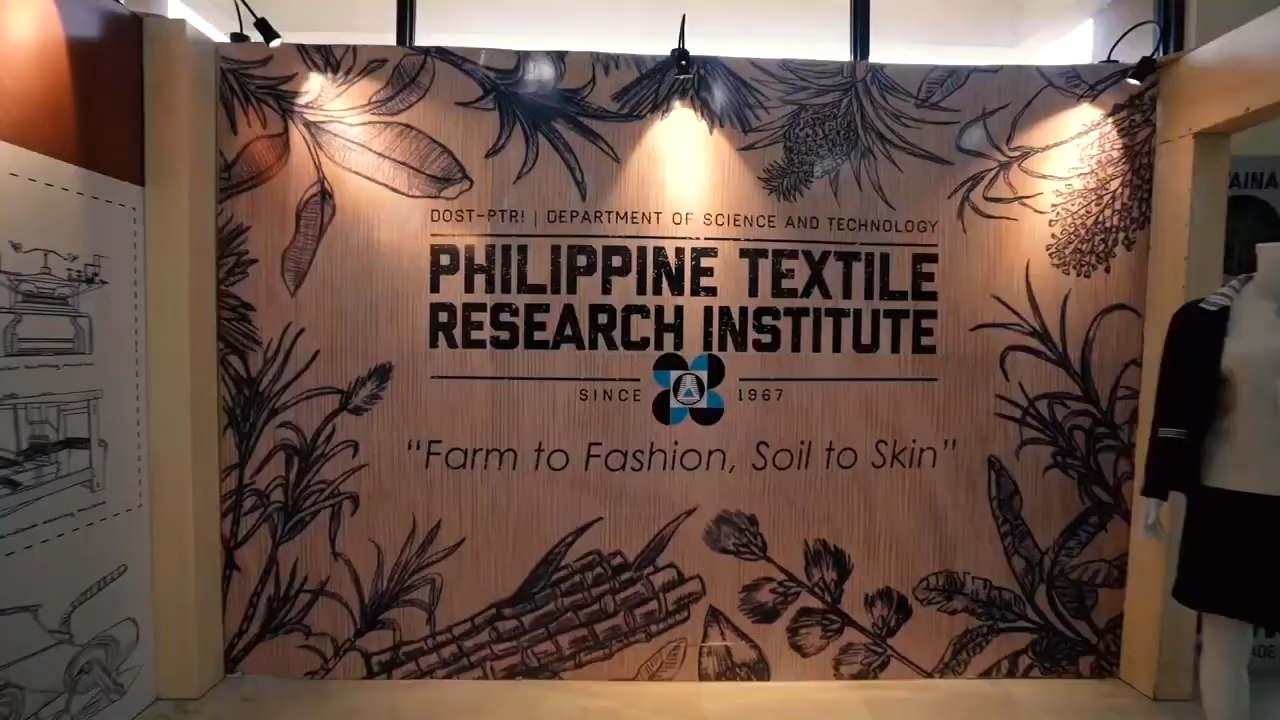 DOST-PTRI | DEPARTMENT OF SCIENCE AND TECHNOLOGY
PHILIPPINE TEXTILE
RESEARCH INSTITUTE
SINCE 1967
“Farm to Fashion, Soil to Skin”